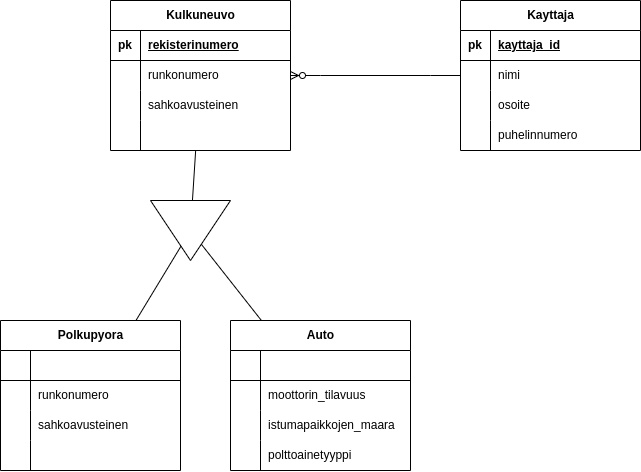 Kulkuneuvo
pk rekisterinumero
runkonumero
sahkoavusteinen
Kayttaja
pk kayttaja_id
nimi
osoite
puhelinnumero
Polkupyora
runkonumero
sahkoavusteinen
Auto
moottorin_tilavuus
istumapaikkojen_maara
polttoainetyyppi